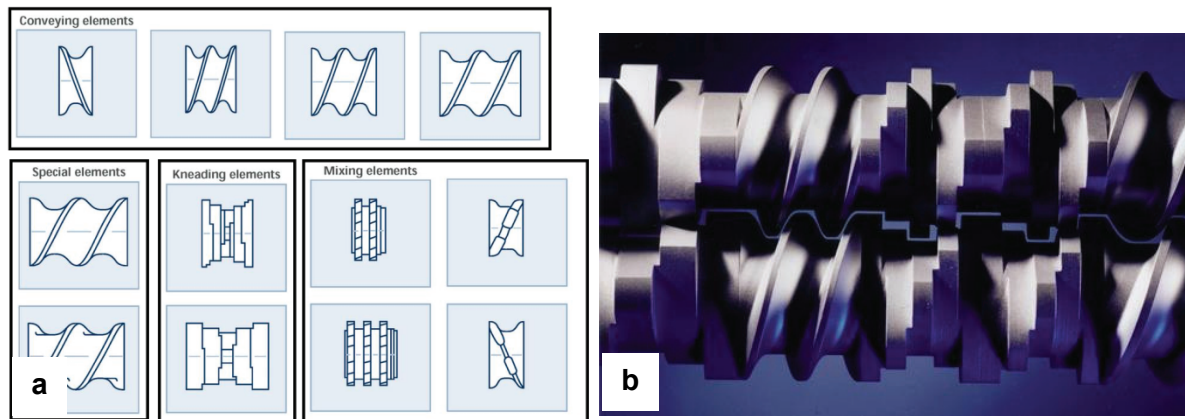 Conveying elements
Special elements
Kneading elements
Mixing elements
a
b